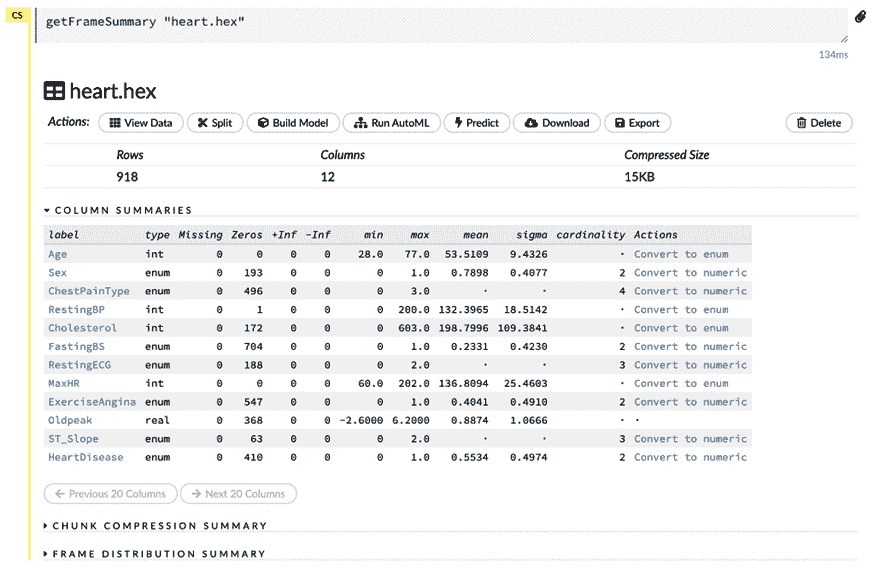 CS
getFrameSummary "heart.hex"
134ms
heart.hex
Actions: View Data Split Build Model Run AutoML Predict Download Export Delete
Rows Columns Compressed Size
918 12 15KB
COLUMN SUMMARIES
label type Missing Zeros +Inf -Inf min max mean sigma cardinality Actions
Age int 0 0 0 0 28.0 77.0 53.5109 9.4326 · Convert to enum
Sex enum 0 193 0 0 0 1.0 0.7898 0.4077 2 Convert to numeric
ChestPainType enum 0 496 0 0 0 3.0 · · 4 Convert to numeric
RestingBP int 0 1 0 0 0 200.0 132.3965 18.5142 · Convert to enum
Cholesterol int 0 172 0 0 0 603.0 198.7996 109.3841 · Convert to enum
FastingBS enum 0 704 0 0 0 1.0 0.2331 0.4230 2 Convert to numeric
RestingECG enum 0 188 0 0 0 2.0 · · 3 Convert to numeric
MaxHR int 0 0 0 0 60.0 202.0 136.8094 25.4603 · Convert to enum
ExerciseAngina enum 0 547 0 0 0 1.0 0.4041 0.4910 2 Convert to numeric
Oldpeak real 0 368 0 0 -2.6000 6.2000 0.8874 1.0666 · ·
ST_Slope enum 0 63 0 0 0 2.0 · · 3 Convert to numeric
HeartDisease enum 0 410 0 0 0 1.0 0.5534 0.4974 2 Convert to numeric
← Previous 20 Columns → Next 20 Columns
CHUNK COMPRESSION SUMMARY
FRAME DISTRIBUTION SUMMARY